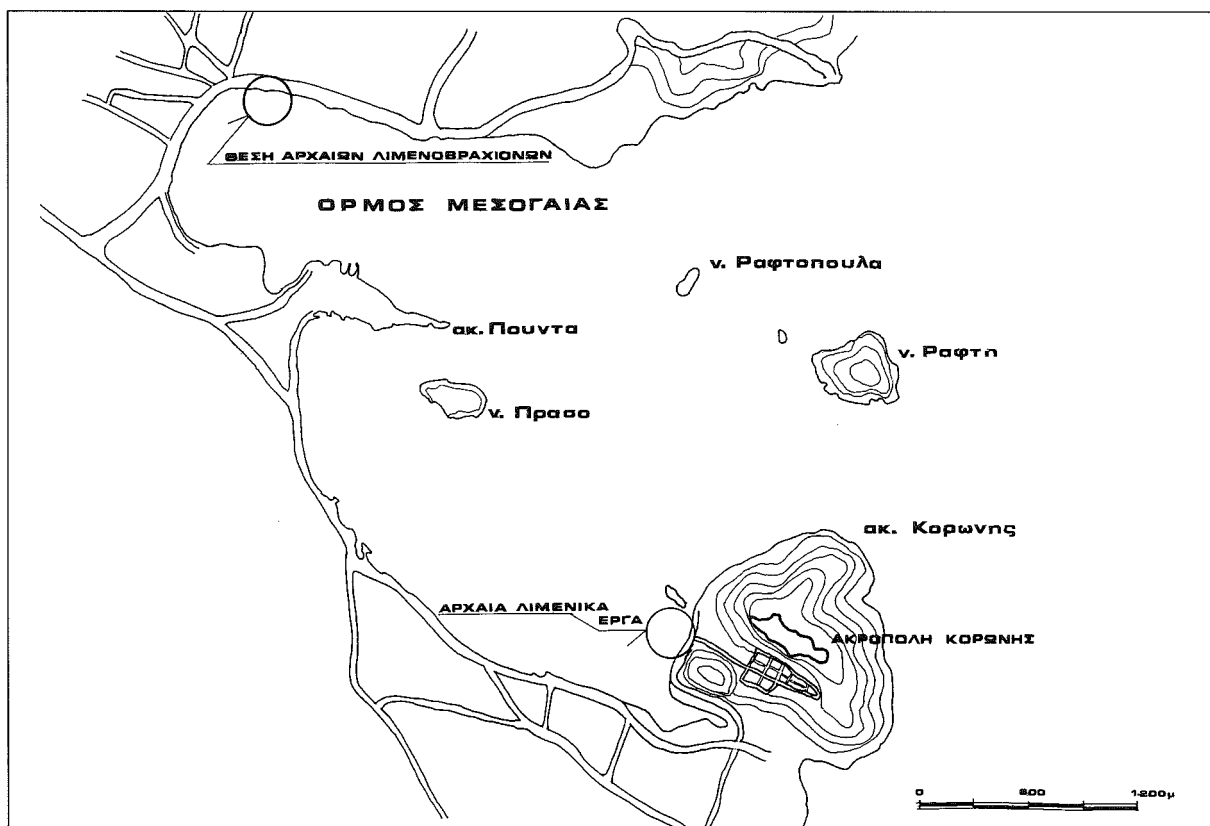 ΘΕΣΗ ΑΡΧΑΙΩΝ ΛΙΜΕΝΟΒΡΑΧΙΟΝΩΝ
ΟΡΜΟΣ ΜΕΣΟΓΑΙΑΣ
ν. Ραφτοπουλα
ακ. Πουντα
ν. Ραφτη
ν. Πρασο
ακ. Κορωνης
ΑΡΧΑΙΑ ΛΙΜΕΝΙΚΑ
ΕΡΓΑ
ΑΚΡΟΠΟΛΗ ΚΟΡΩΝΗΣ
0 600 1200μ